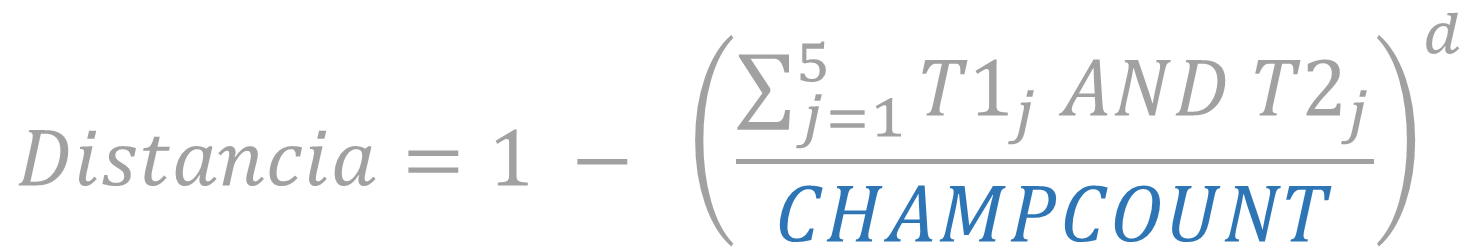 Distancia = 1 − (∑_{j=1}^{5} T1_j AND T2_j / CHAMPCOUNT)^d